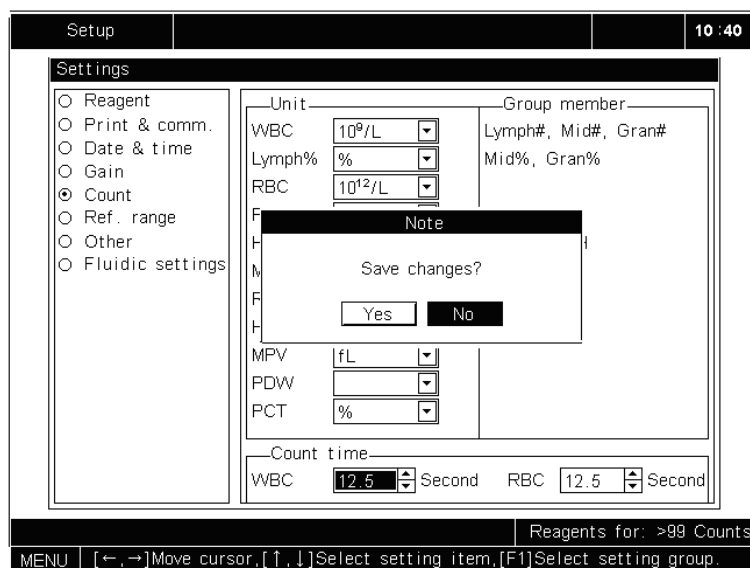 Setup 10:40
Settings
Reagent
Print & comm.
Date & time
Gain
Count
Ref. range
Other
Fluidic settings
Unit
WBC 10⁹/L
Lymph% %
RBC 10¹²/L
MPV fL
PDW
PCT %
Group member
Lymph#, Mid#, Gran#
Mid%, Gran%
Note
Save changes?
Yes No
Count time
WBC 12.5 Second RBC 12.5 Second
Reagents for: >99 Counts
MENU [←,→]Move cursor,[↑,↓]Select setting item,[F1]Select setting group.